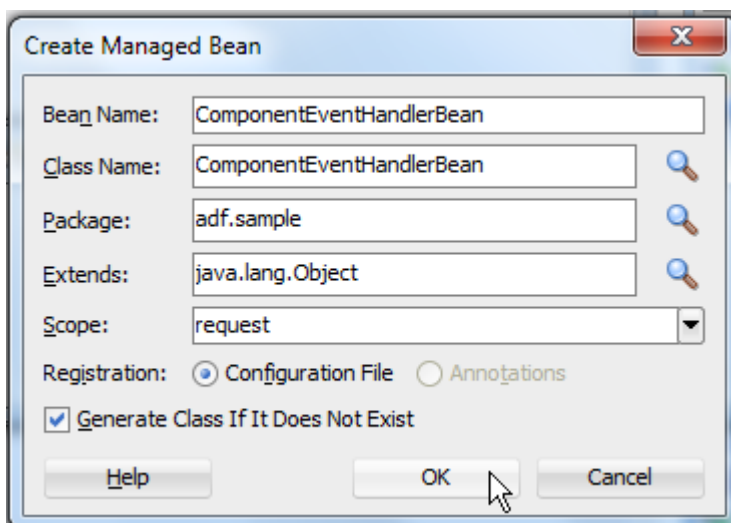 Create Managed Bean
Bean Name: ComponentEventHandlerBean
Class Name: ComponentEventHandlerBean
Package: adf.sample
Extends: java.lang.Object
Scope: request
Registration: Configuration File Annotations
Generate Class If It Does Not Exist
Help OK Cancel